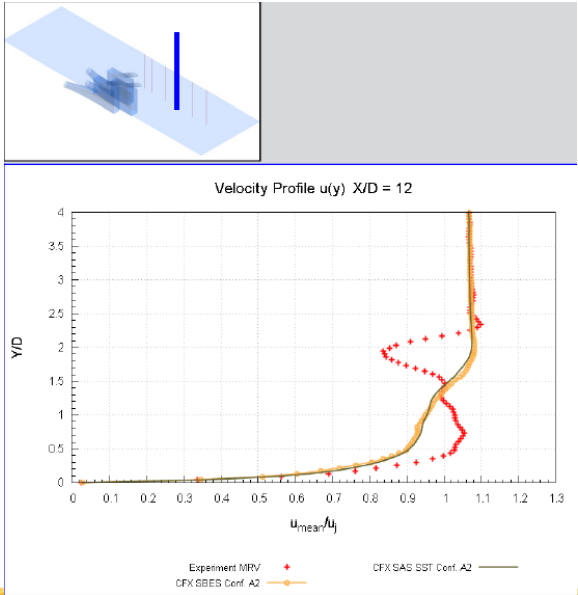 Velocity Profile u(y) X/D = 12
4
3.5
3
2.5
2
1.5
1
0.5
0
Y/D
0 0.1 0.2 0.3 0.4 0.5 0.6 0.7 0.8 0.9 1 1.1 1.2 1.3
u_mean/u_j
Experiment MRV
CFX SAS SST Conf. A2
CFX SBES Conf. A2